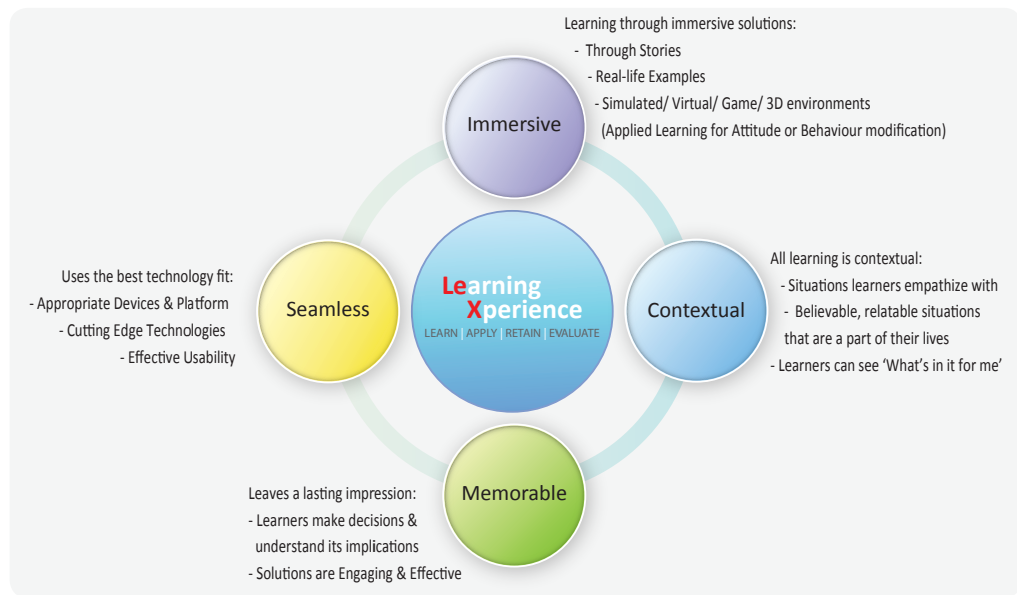 Learning through immersive solutions:
- Through Stories
- Real-life Examples
- Simulated/ Virtual/ Game/ 3D environments
(Applied Learning for Attitude or Behaviour modification)
Immersive
Uses the best technology fit:
- Appropriate Devices & Platform
- Cutting Edge Technologies
- Effective Usability
Seamless
Learning
Xperience
LEARN | APPLY | RETAIN | EVALUATE
Contextual
All learning is contextual:
- Situations learners empathize with
- Believable, relatable situations
that are a part of their lives
- Learners can see ‘What’s in it for me’
Memorable
Leaves a lasting impression:
- Learners make decisions &
understand its implications
- Solutions are Engaging & Effective